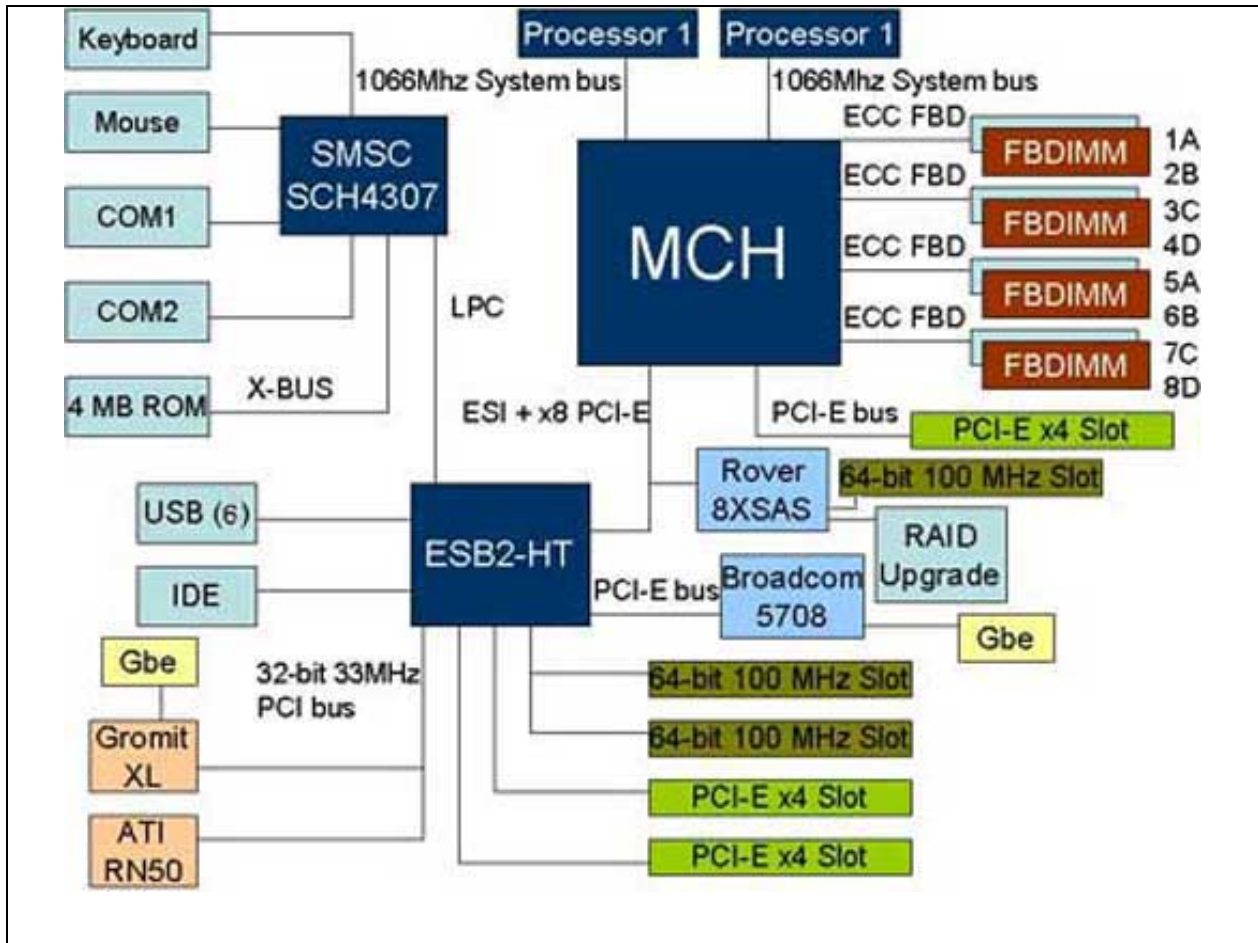 Keyboard
Processor 1
Processor 1
1066Mhz System bus
1066Mhz System bus
Mouse
SMSC
SCH4307
ECC FBD
FBDIMM
1A
2B
COM1
MCH
ECC FBD
FBDIMM
3C
4D
ECC FBD
FBDIMM
5A
6B
COM2
LPC
ECC FBD
FBDIMM
7C
8D
4 MB ROM
X-BUS
ESI + x8 PCI-E
PCI-E bus
PCI-E x4 Slot
Rover
8XSAS
64-bit 100 MHz Slot
USB (6)
ESB2-HT
RAID
Upgrade
IDE
PCI-E bus
Broadcom
5708
Gbe
Gbe
32-bit 33MHz
PCI bus
64-bit 100 MHz Slot
Gromit
XL
64-bit 100 MHz Slot
PCI-E x4 Slot
ATI
RN50
PCI-E x4 Slot